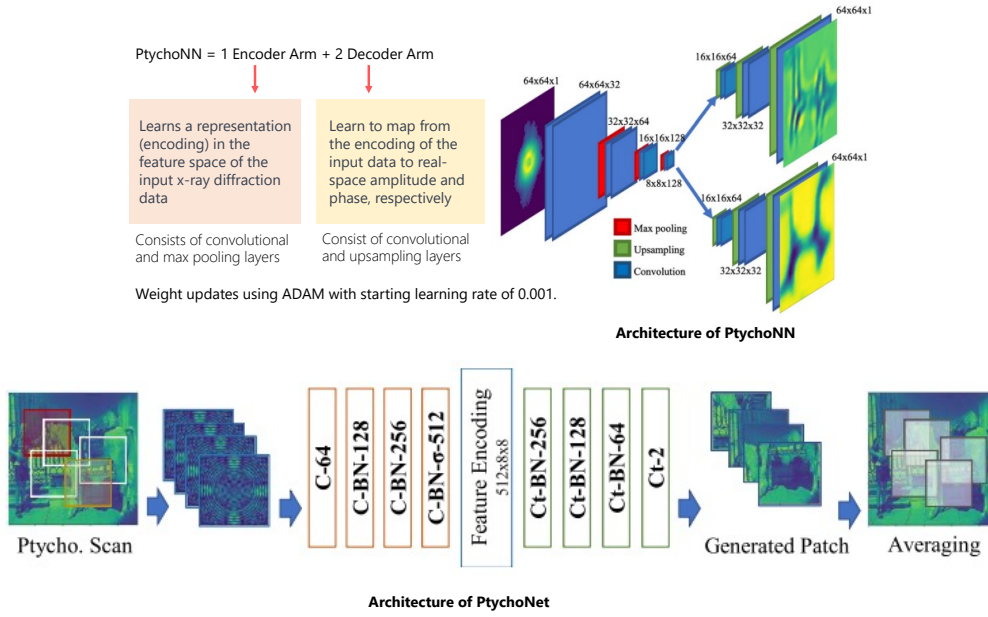 PtychoNN = 1 Encoder Arm + 2 Decoder Arm
Learns a representation
(encoding) in the
feature space of the
input x-ray diffraction
data
Learn to map from
the encoding of the
input data to real-
space amplitude and
phase, respectively
Consists of convolutional
and max pooling layers
Consist of convolutional
and upsampling layers
Weight updates using ADAM with starting learning rate of 0.001.
64x64x1
64x64x32
32x32x64
16x16x128
8x8x128
16x16x64
32x32x32
64x64x1
16x16x64
32x32x32
64x64x1
Max pooling
Upsampling
Convolution
Architecture of PtychoNN
Ptycho. Scan
C-64
C-BN-128
C-BN-256
C-BN-σ-512
Feature Encoding
512x8x8
Ct-BN-256
Ct-BN-128
Ct-BN-64
Ct-2
Generated Patch
Averaging
Architecture of PtychoNet